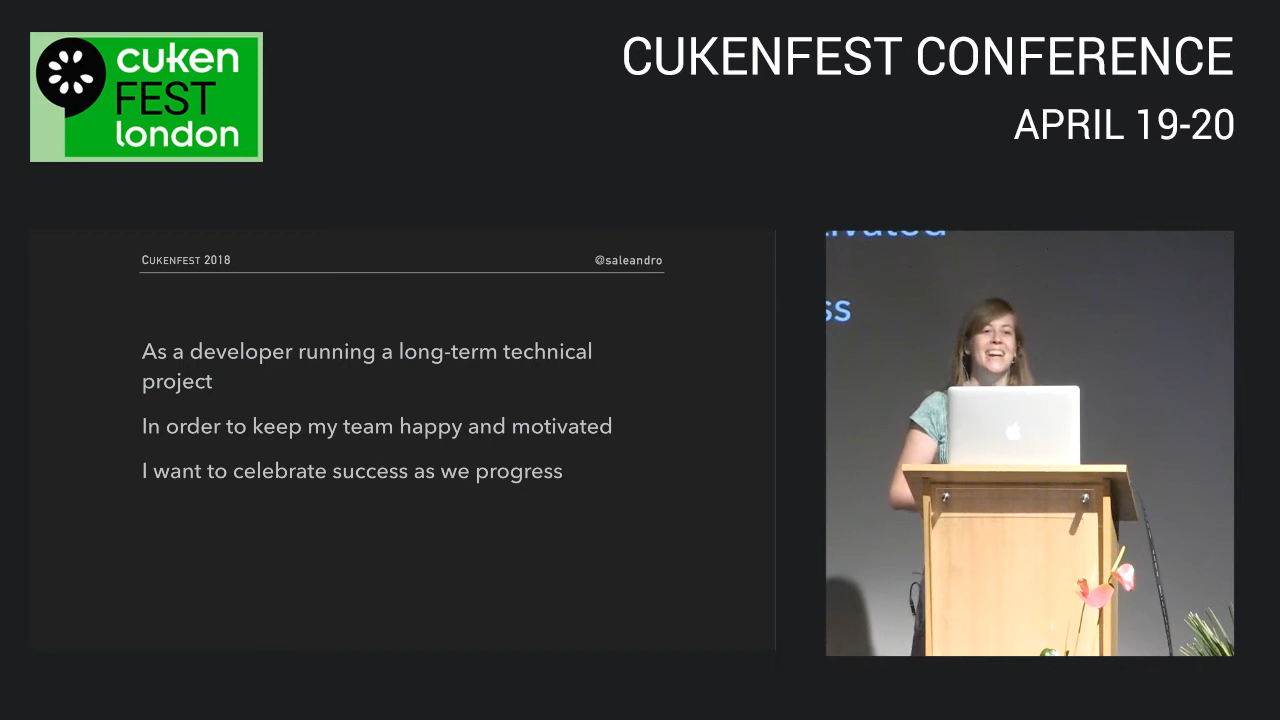 cuken
FEST
london
CUKENFEST CONFERENCE
APRIL 19-20
CUKENFEST 2018
@saleandro
As a developer running a long-term technical
project
In order to keep my team happy and motivated
I want to celebrate success as we progress